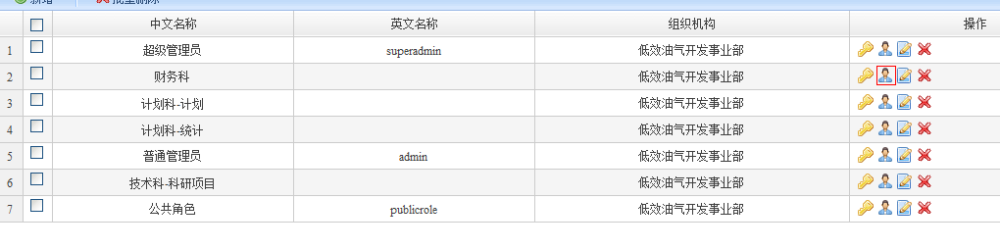 新增 批量删除
中文名称 英文名称 组织机构 操作
1 超级管理员 superadmin 低效油气开发事业部
2 财务科 低效油气开发事业部
3 计划科-计划 低效油气开发事业部
4 计划科-统计 低效油气开发事业部
5 普通管理员 admin 低效油气开发事业部
6 技术科-科研项目 低效油气开发事业部
7 公共角色 publicrole 低效油气开发事业部